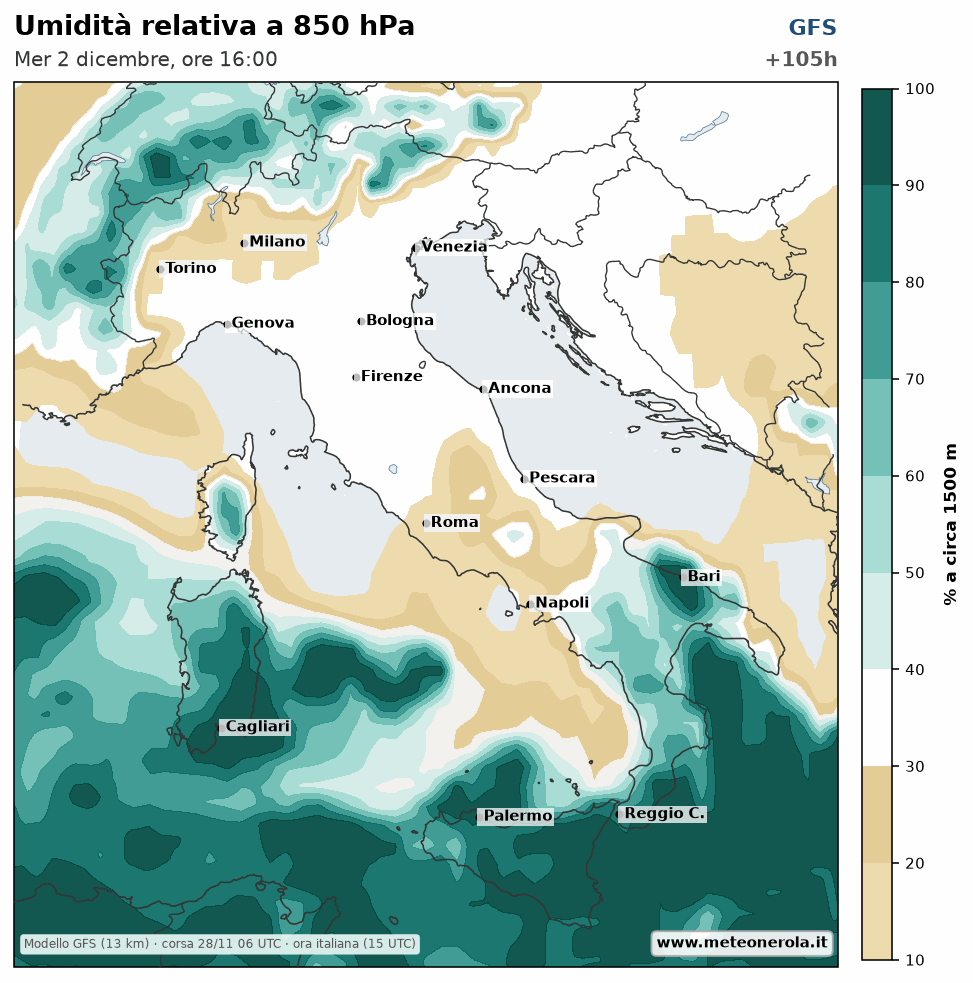 Umidità relativa a 850 hPa
GFS
Mer 2 dicembre, ore 16:00
+105h
100
90
80
70
60
50
40
30
20
10
% a circa 1500 m
Milano
Venezia
Torino
Genova
Bologna
Firenze
Ancona
Pescara
Roma
Bari
Napoli
Cagliari
Palermo
Reggio C.
Modello GFS (13 km) · corsa 28/11 06 UTC · ora italiana (15 UTC)
www.meteonerola.it